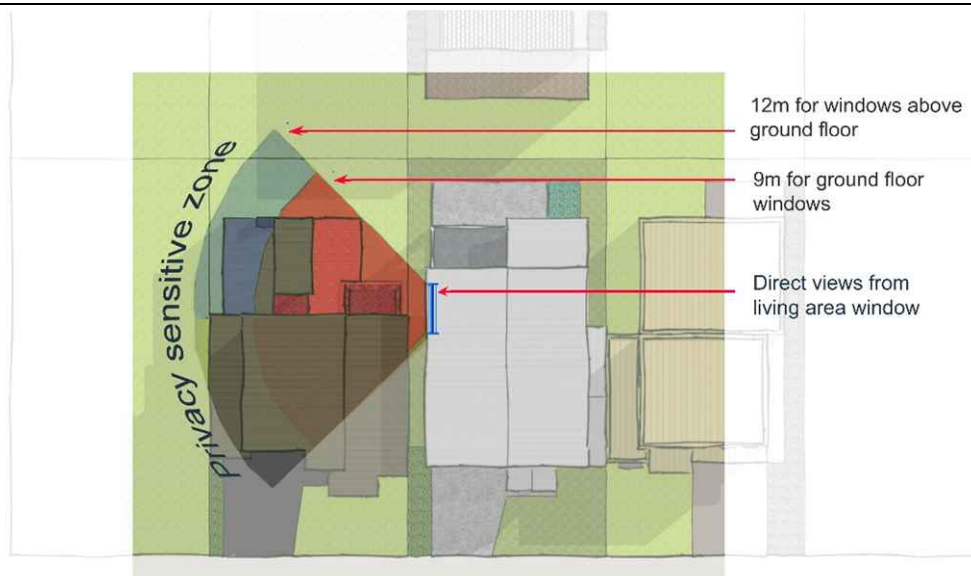 12m for windows above
ground floor
9m for ground floor
windows
Direct views from
living area window
privacy sensitive zone